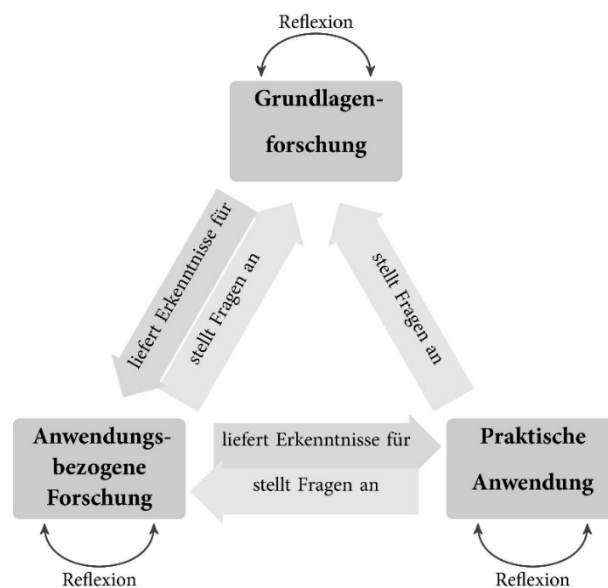 Reflexion
Grundlagen-
forschung
liefert Erkenntnisse für
stellt Fragen an
stellt Fragen an
Anwendungs-
bezogene
Forschung
liefert Erkenntnisse für
stellt Fragen an
Praktische
Anwendung
Reflexion
Reflexion